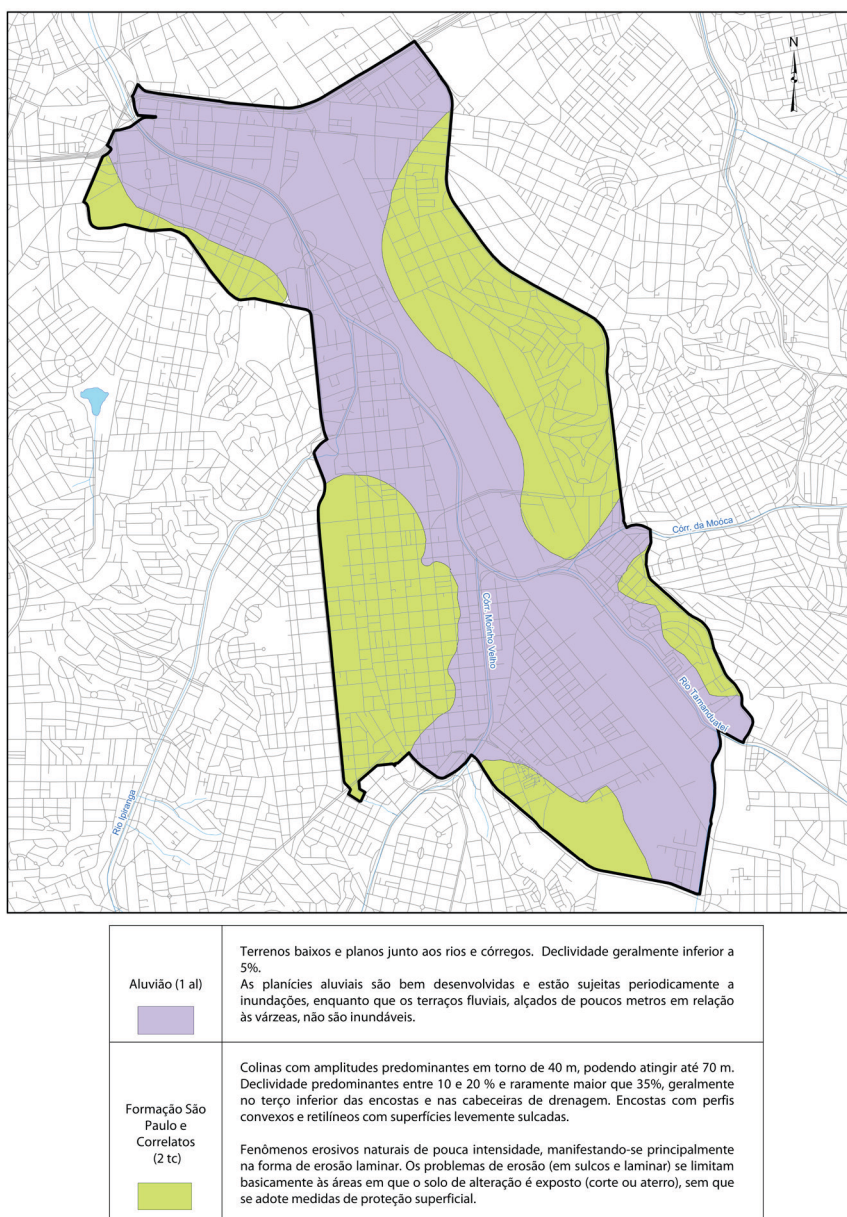 N
Córr. da Moóca
Córr. Moinho Velho
Rio Tamanduateí
Rio Ipiranga
Aluvião (1 al)
Terrenos baixos e planos junto aos rios e córregos. Declividade geralmente inferior a
5%.
As planícies aluviais são bem desenvolvidas e estão sujeitas periodicamente a
inundações, enquanto que os terraços fluviais, alçados de poucos metros em relação
às várzeas, não são inundáveis.
Formação São
Paulo e
Correlatos
(2 tc)
Colinas com amplitudes predominantes em torno de 40 m, podendo atingir até 70 m.
Declividade predominantes entre 10 e 20 % e raramente maior que 35%, geralmente
no terço inferior das encostas e nas cabeceiras de drenagem. Encostas com perfis
convexos e retilíneos com superfícies levemente sulcadas.
Fenômenos erosivos naturais de pouca intensidade, manifestando-se principalmente
na forma de erosão laminar. Os problemas de erosão (em sulcos e laminar) se limitam
basicamente às áreas em que o solo de alteração é exposto (corte ou aterro), sem que
se adote medidas de proteção superficial.